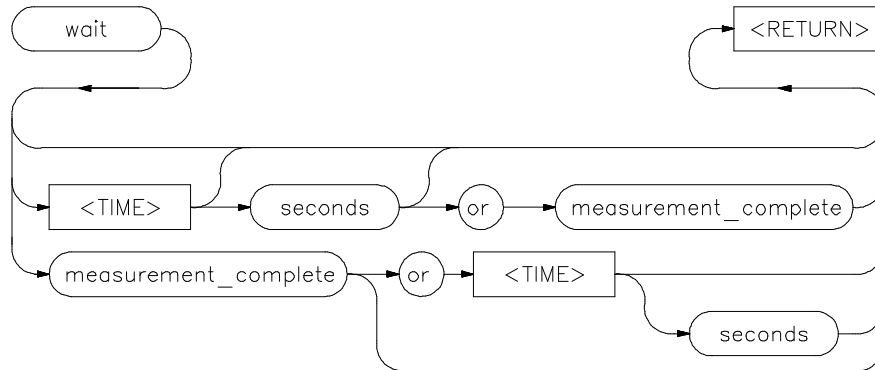 wait
<RETURN>
<TIME>
seconds
or
measurement_complete
measurement_complete
or
<TIME>
seconds